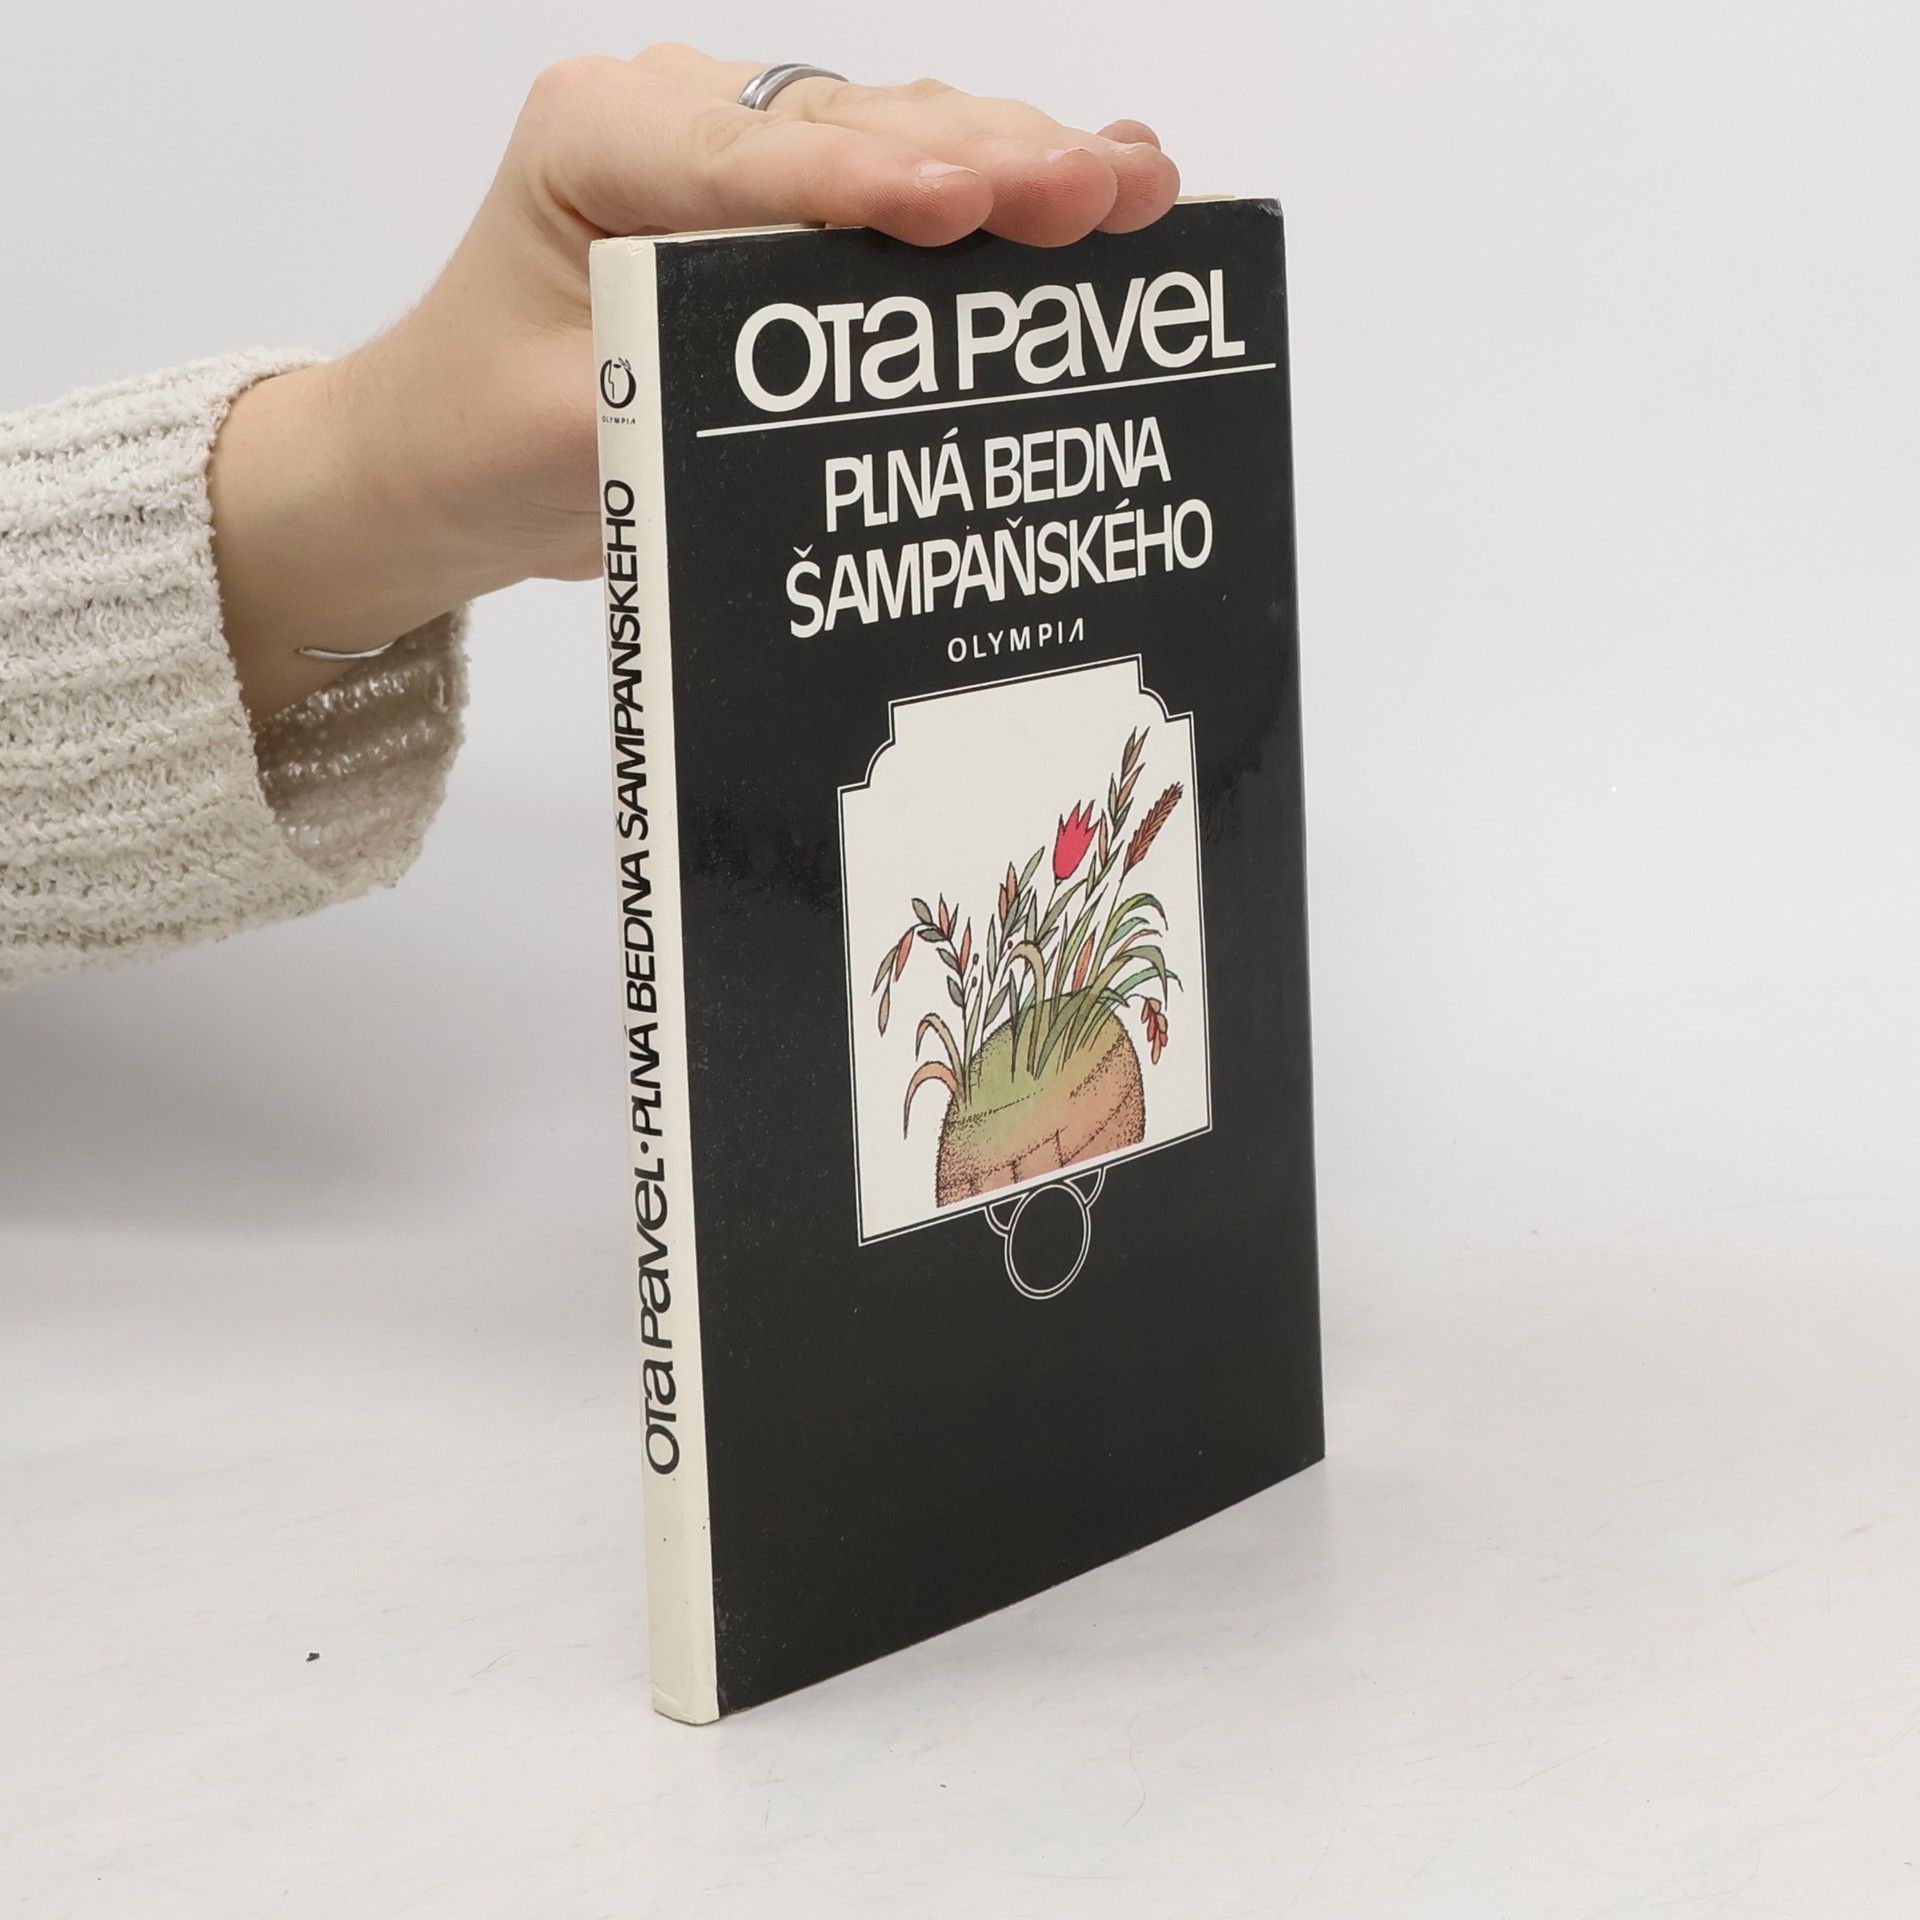 Ota Pavel
PLNÁ BEDNA
ŠAMPAŇSKÉHO
OLYMPIA
OLYMPIA
Ota Pavel · PLNÁ BEDNA ŠAMPAŇSKÉHO